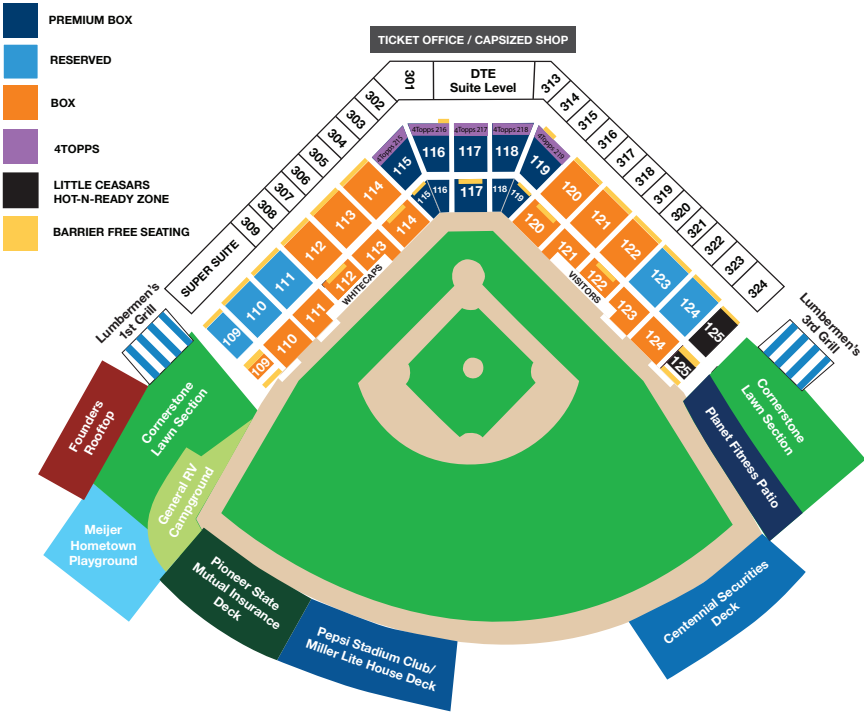 PREMIUM BOX
RESERVED
BOX
4TOPPS
LITTLE CEASARS
HOT-N-READY ZONE
BARRIER FREE SEATING
TICKET OFFICE / CAPSIZED SHOP
301
DTE
Suite Level
313
302
303
304
305
306
307
308
309
SUPER SUITE
314
315
316
317
318
319
320
321
322
323
324
4Topps 215
4Topps 216
4Topps 217
4Topps 218
4Topps 219
115
116
117
118
119
114
113
112
111
110
109
120
121
122
123
124
125
115
116
117
118
119
114
113
112
111
110
109
120
121
122
123
124
125
WHITECAPS
VISITORS
Lumbermen's
1st Grill
Lumbermen's
3rd Grill
Founders
Rooftop
Cornerstone
Lawn Section
General RV
Campground
Meijer
Hometown
Playground
Pioneer State
Mutual Insurance
Deck
Pepsi Stadium Club/
Miller Lite House Deck
Centennial Securities
Deck
Planet Fitness Patio
Cornerstone
Lawn Section